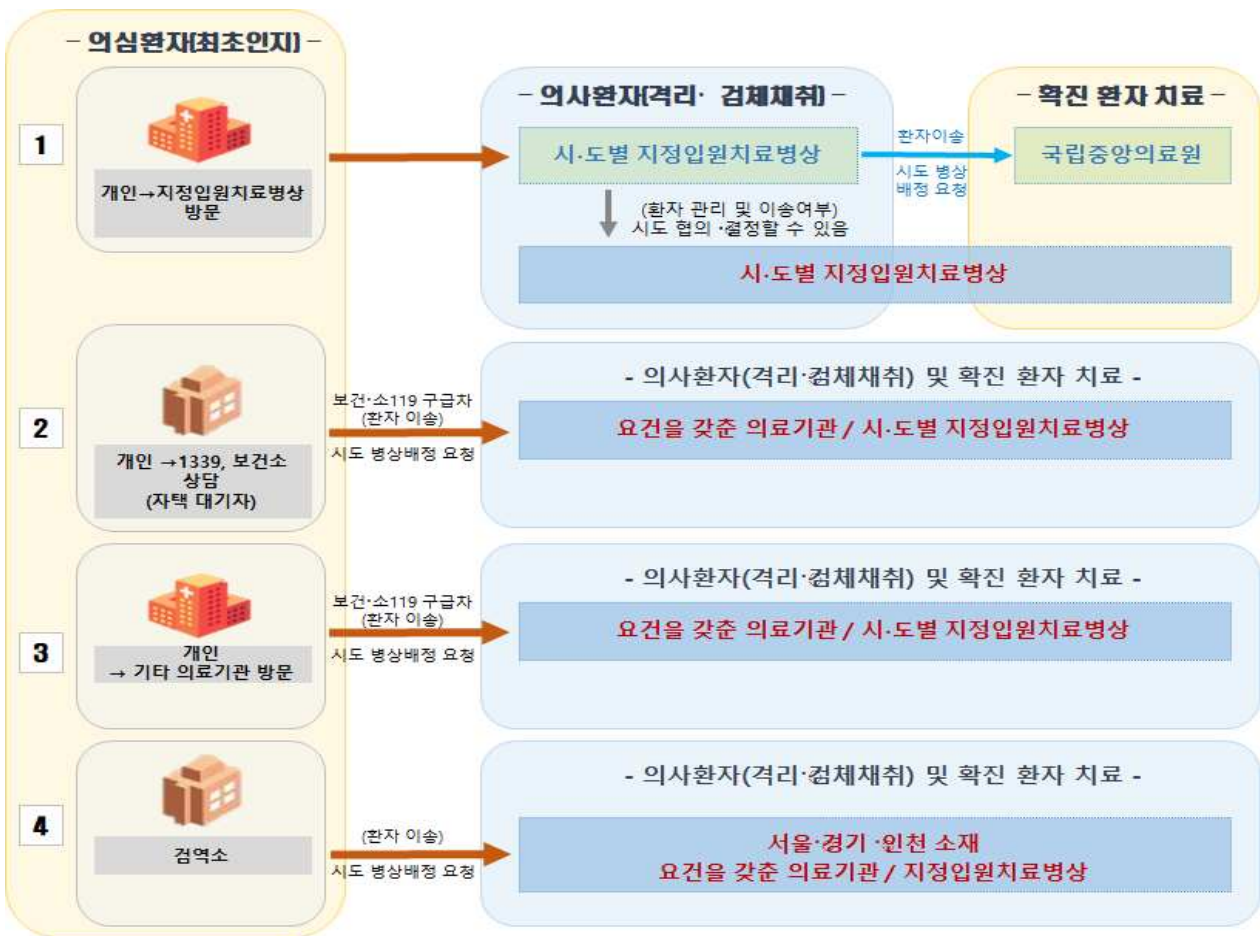 - 의심환자(최초인지) -
1
개인→지정입원치료병상
방문
- 의사환자(격리· 검체채취) -
시·도별 지정입원치료병상
(환자 관리 및 이송여부)
시도 협의 ·결정할 수 있음
환자이송
시도 병상
배정 요청
- 확진 환자 치료 -
국립중앙의료원
시·도별 지정입원치료병상
2
개인 →1339, 보건소
상담
(자택 대기자)
보건·소119 구급차
(환자 이송)
시도 병상배정 요청
- 의사환자(격리·검체채취) 및 확진 환자 치료 -
요건을 갖춘 의료기관 / 시·도별 지정입원치료병상
3
개인
→ 기타 의료기관 방문
보건·소119 구급차
(환자 이송)
시도 병상배정 요청
- 의사환자(격리·검체채취) 및 확진 환자 치료 -
요건을 갖춘 의료기관 / 시·도별 지정입원치료병상
4
검역소
(환자 이송)
시도 병상배정 요청
- 의사환자(격리·검체채취) 및 확진 환자 치료 -
서울·경기 ·인천 소재
요건을 갖춘 의료기관 / 지정입원치료병상